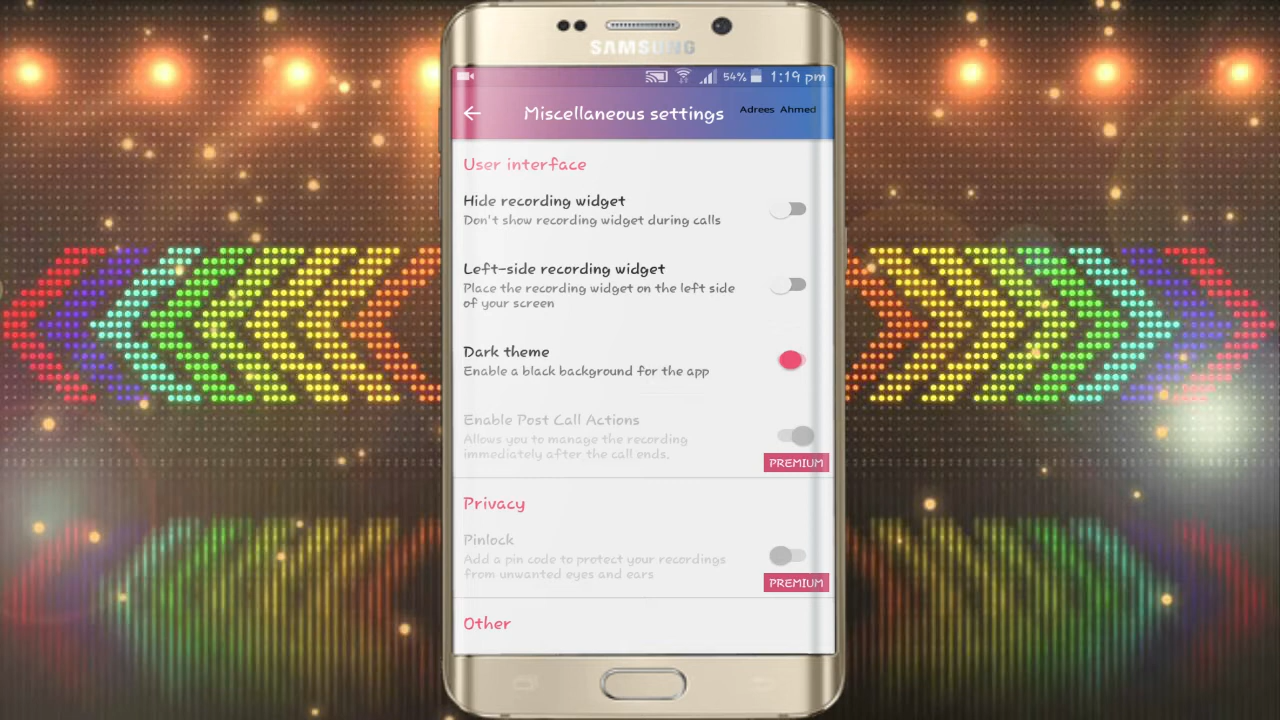 SAMSUNG
54% 1:19 pm
Miscellaneous settings
Adrees Ahmed
User interface
Hide recording widget
Don't show recording widget during calls
Left-side recording widget
Place the recording widget on the left side
of your screen
Dark theme
Enable a black background for the app
Enable Post Call Actions
Allows you to manage the recording
immediately after the call ends.
PREMIUM
Privacy
Pinlock
Add a pin code to protect your recordings
from unwanted eyes and ears
PREMIUM
Other